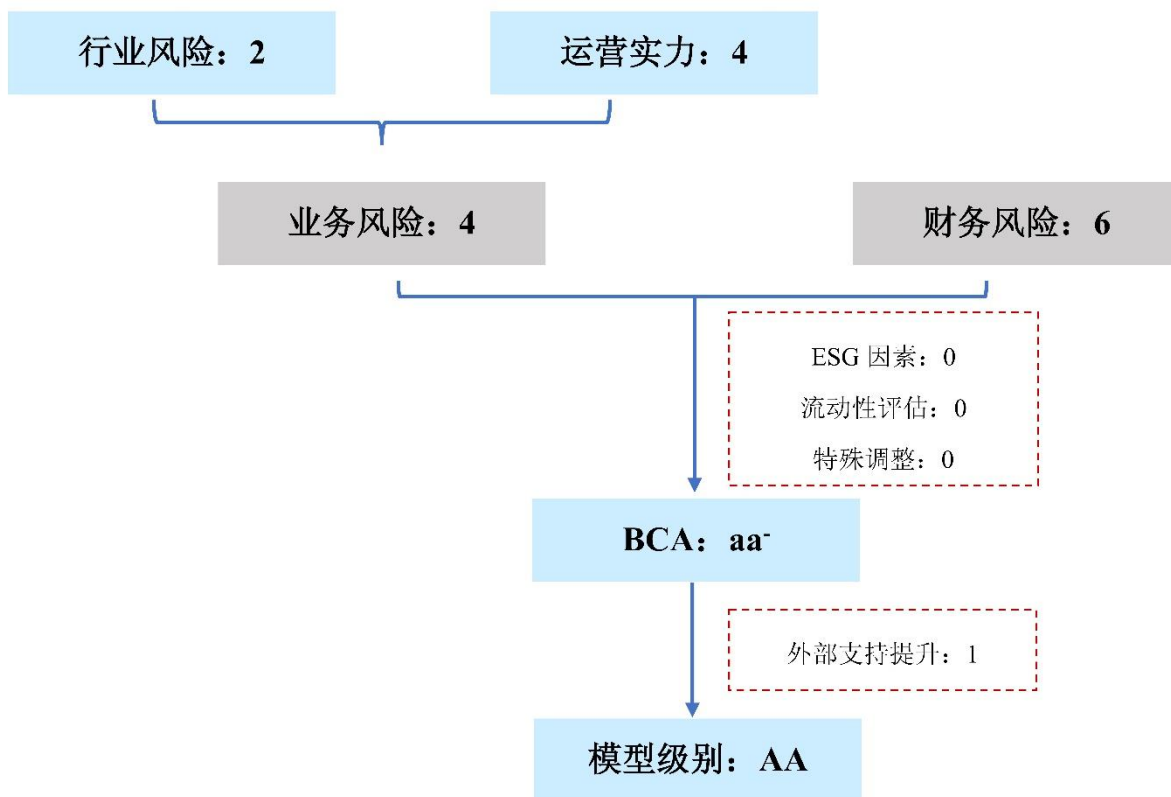 行业风险：2
运营实力：4
业务风险：4
财务风险：6
ESG 因素：0
流动性评估：0
特殊调整：0
BCA：aa-
外部支持提升：1
模型级别：AA